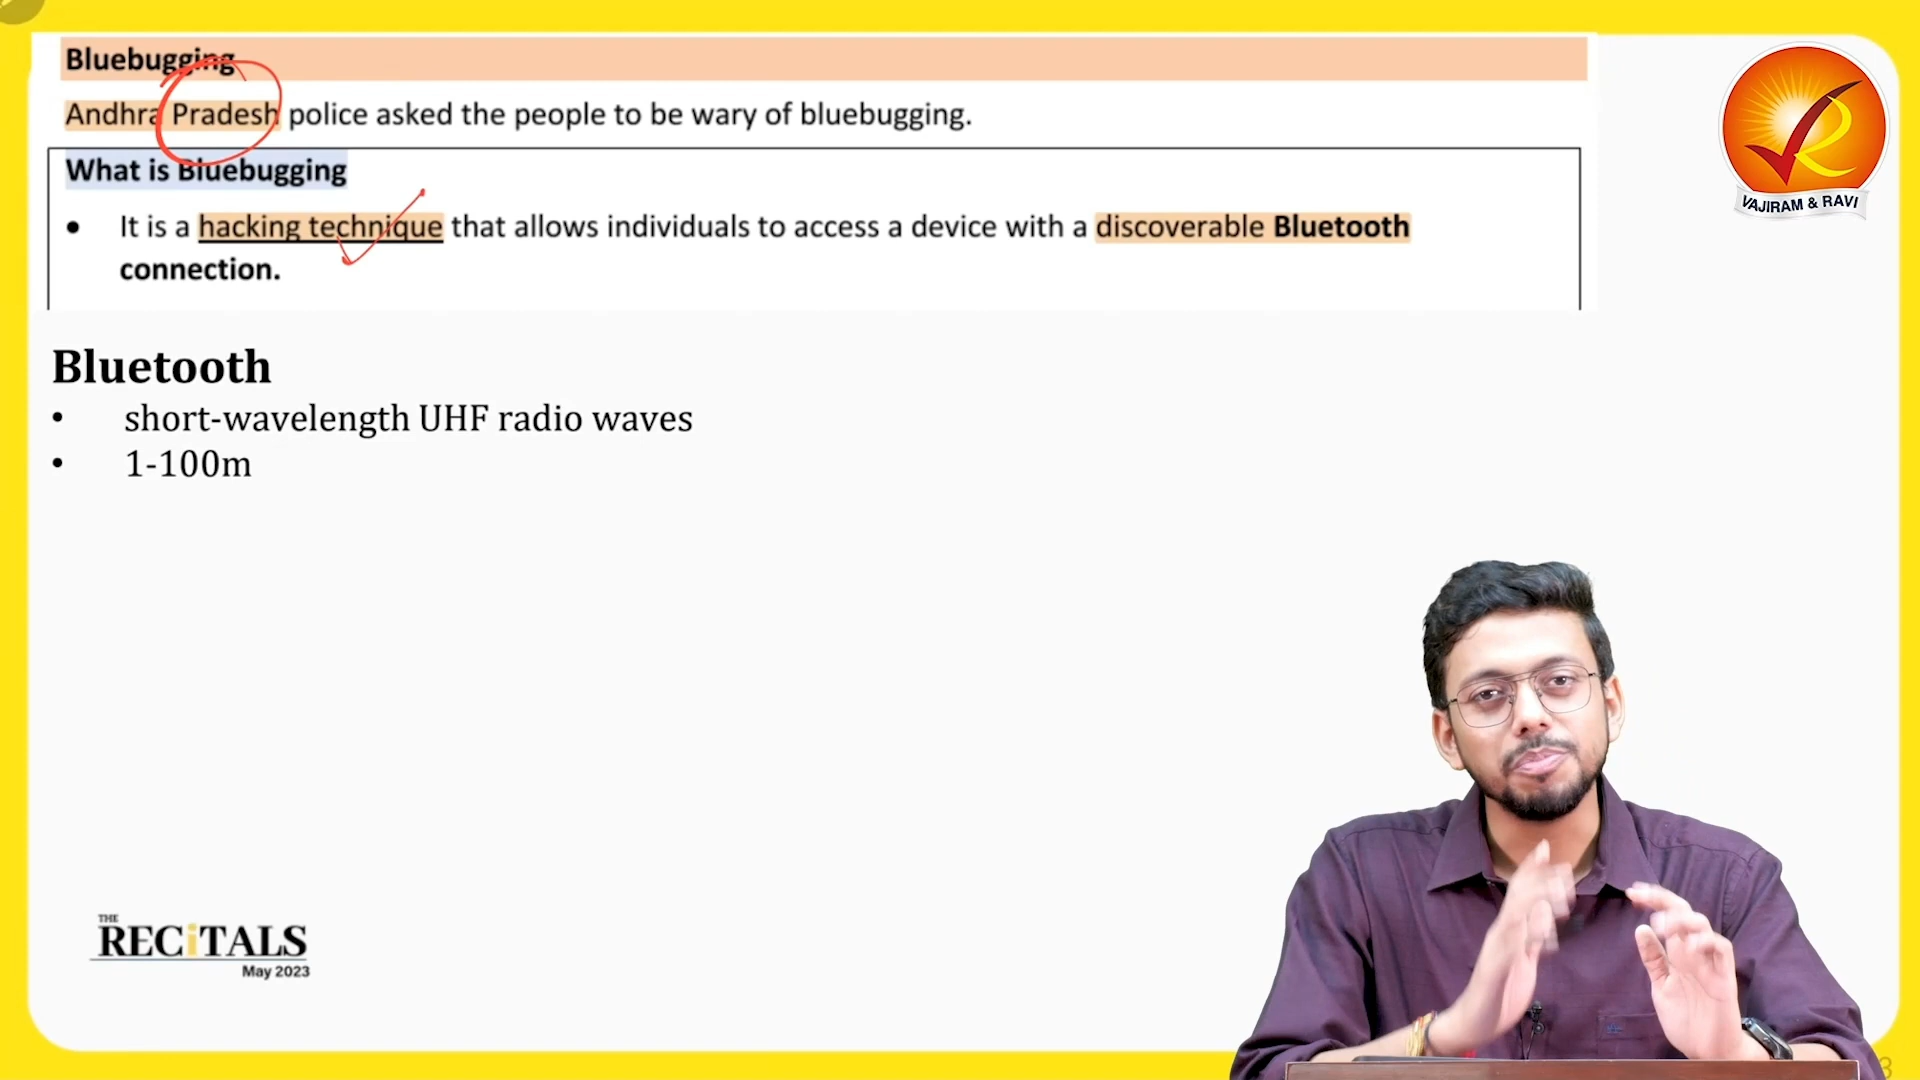 Bluebugging
Andhra Pradesh police asked the people to be wary of bluebugging.
What is Bluebugging
• It is a hacking technique that allows individuals to access a device with a discoverable Bluetooth
connection.
VAJIRAM & RAVI
Bluetooth
• short-wavelength UHF radio waves
• 1-100m
THE
RECiTALS
May 2023
3